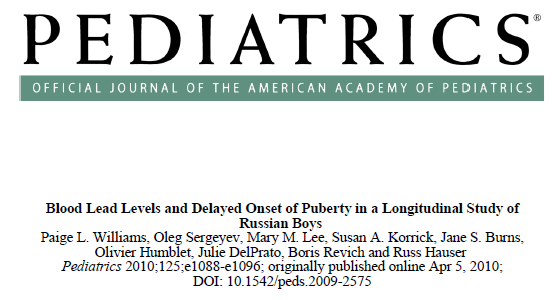 PEDIATRICS®
OFFICIAL JOURNAL OF THE AMERICAN ACADEMY OF PEDIATRICS
Blood Lead Levels and Delayed Onset of Puberty in a Longitudinal Study of
Russian Boys
Paige L. Williams, Oleg Sergeyev, Mary M. Lee, Susan A. Korrick, Jane S. Burns,
Olivier Humblet, Julie DelPrato, Boris Revich and Russ Hauser
Pediatrics 2010;125;e1088-e1096; originally published online Apr 5, 2010;
DOI: 10.1542/peds.2009-2575